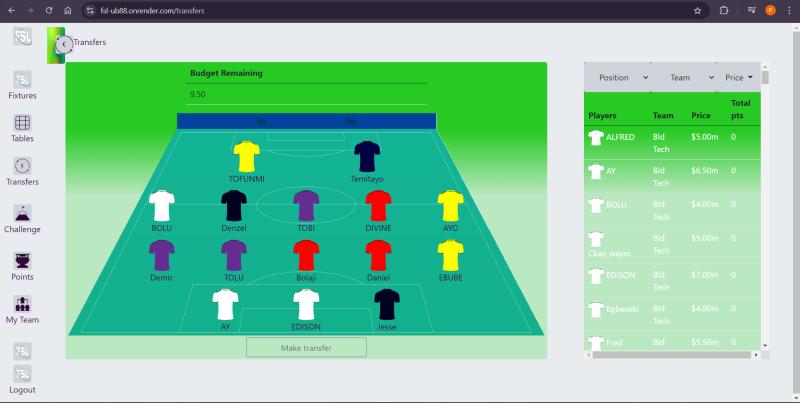 fsl-ub88.onrender.com/transfers
P
FSL
Transfers
Fixtures
Tables
Transfers
Challenge
Points
My Team
FSL
FSL
Logout
Budget Remaining
9.50
TOFUNMI Temitayo
BOLU Denzel TOBI DIVINE AYO
Demic TOLU Bolaji Daniel EBUBE
AY EDISON Jesse
Make transfer
Position Team Price
Players Team Price Total pts
ALFRED Bld Tech $5.00m 0
AY Bld Tech $6.50m 0
BOLU Bld Tech $4.00m 0
Ckay_wayss Bld Tech $5.00m 0
EDISON Bld Tech $7.00m 0
Egbeseki Bld Tech $4.00m 0
Fred Bld $5.50m 0